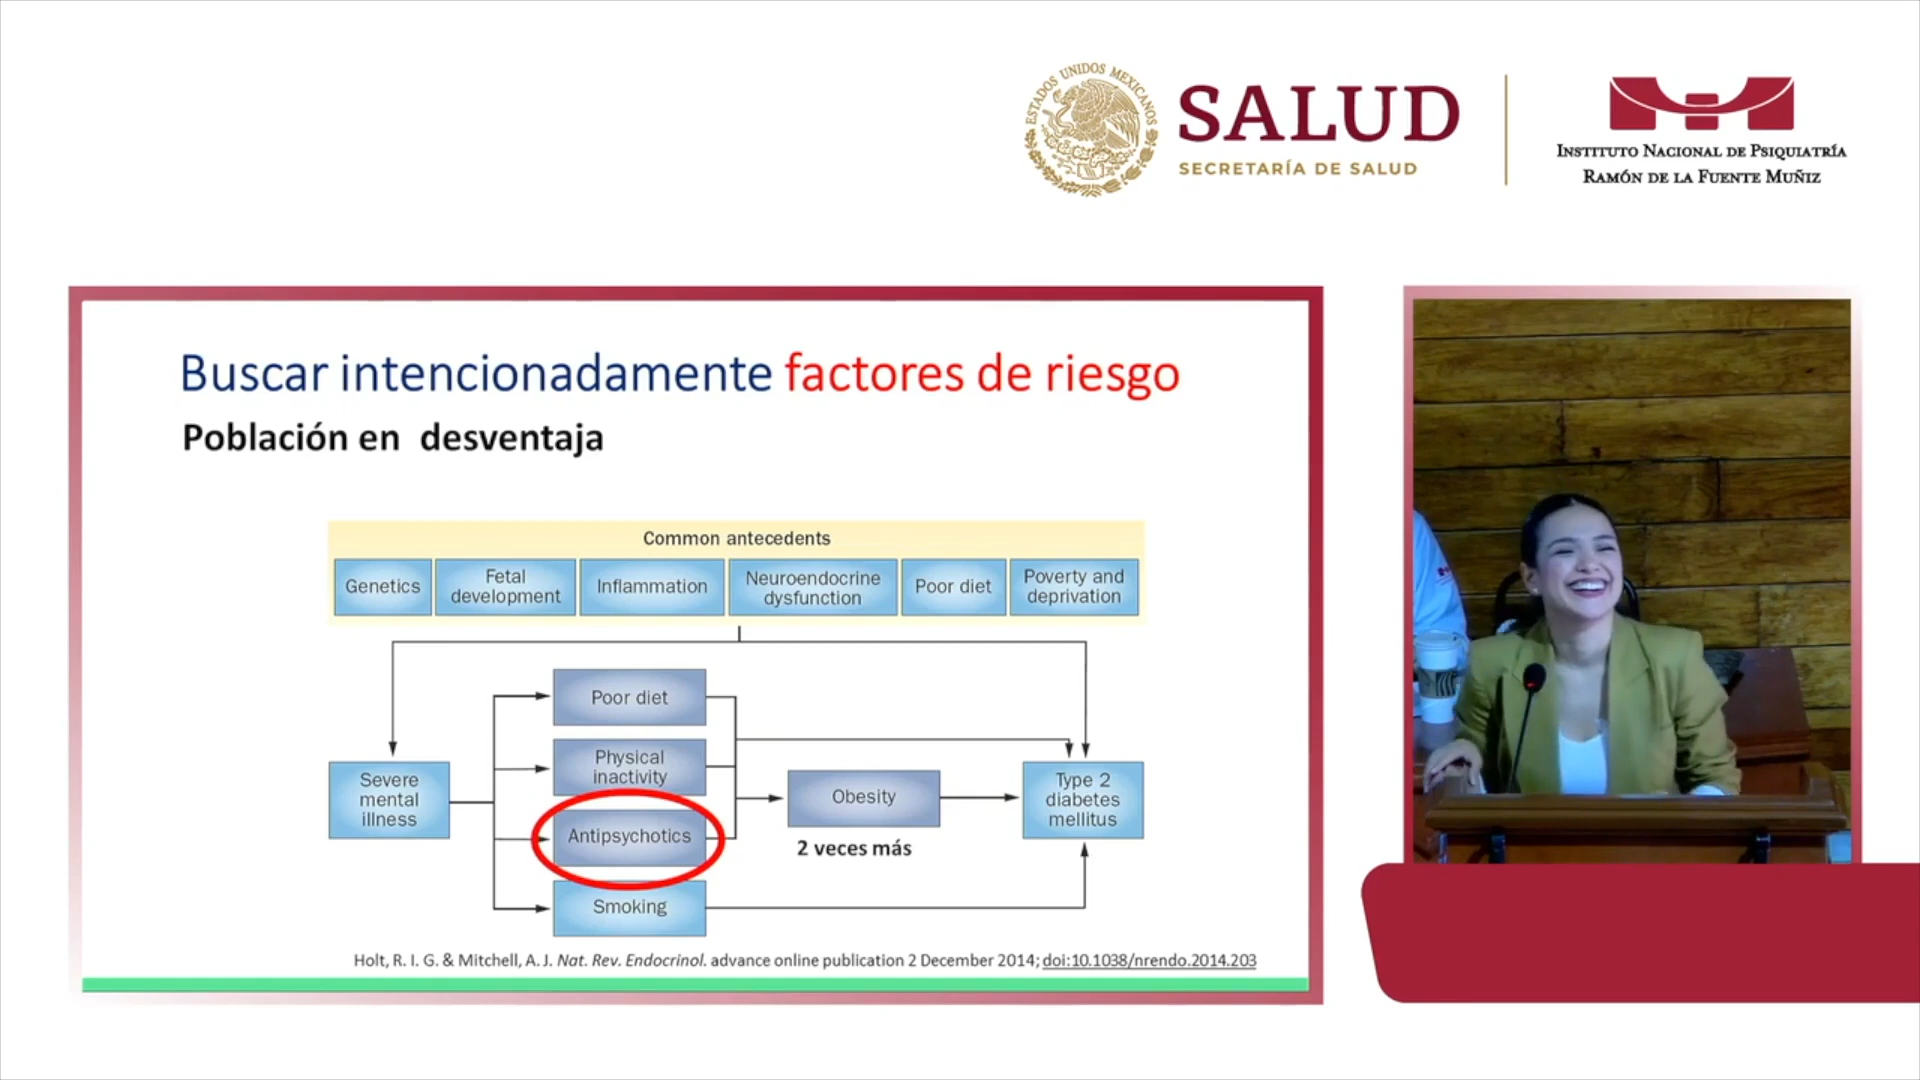 ESTADOS UNIDOS MEXICANOS
SALUD
SECRETARÍA DE SALUD
INSTITUTO NACIONAL DE PSIQUIATRÍA
RAMÓN DE LA FUENTE MUÑIZ
Buscar intencionadamente factores de riesgo
Población en desventaja
Common antecedents
Genetics
Fetal
development
Inflammation
Neuroendocrine
dysfunction
Poor diet
Poverty and
deprivation
Severe
mental
illness
Poor diet
Physical
inactivity
Antipsychotics
Smoking
Obesity
2 veces más
Type 2
diabetes
mellitus
Holt, R. I. G. & Mitchell, A. J. Nat. Rev. Endocrinol. advance online publication 2 December 2014; doi:10.1038/nrendo.2014.203